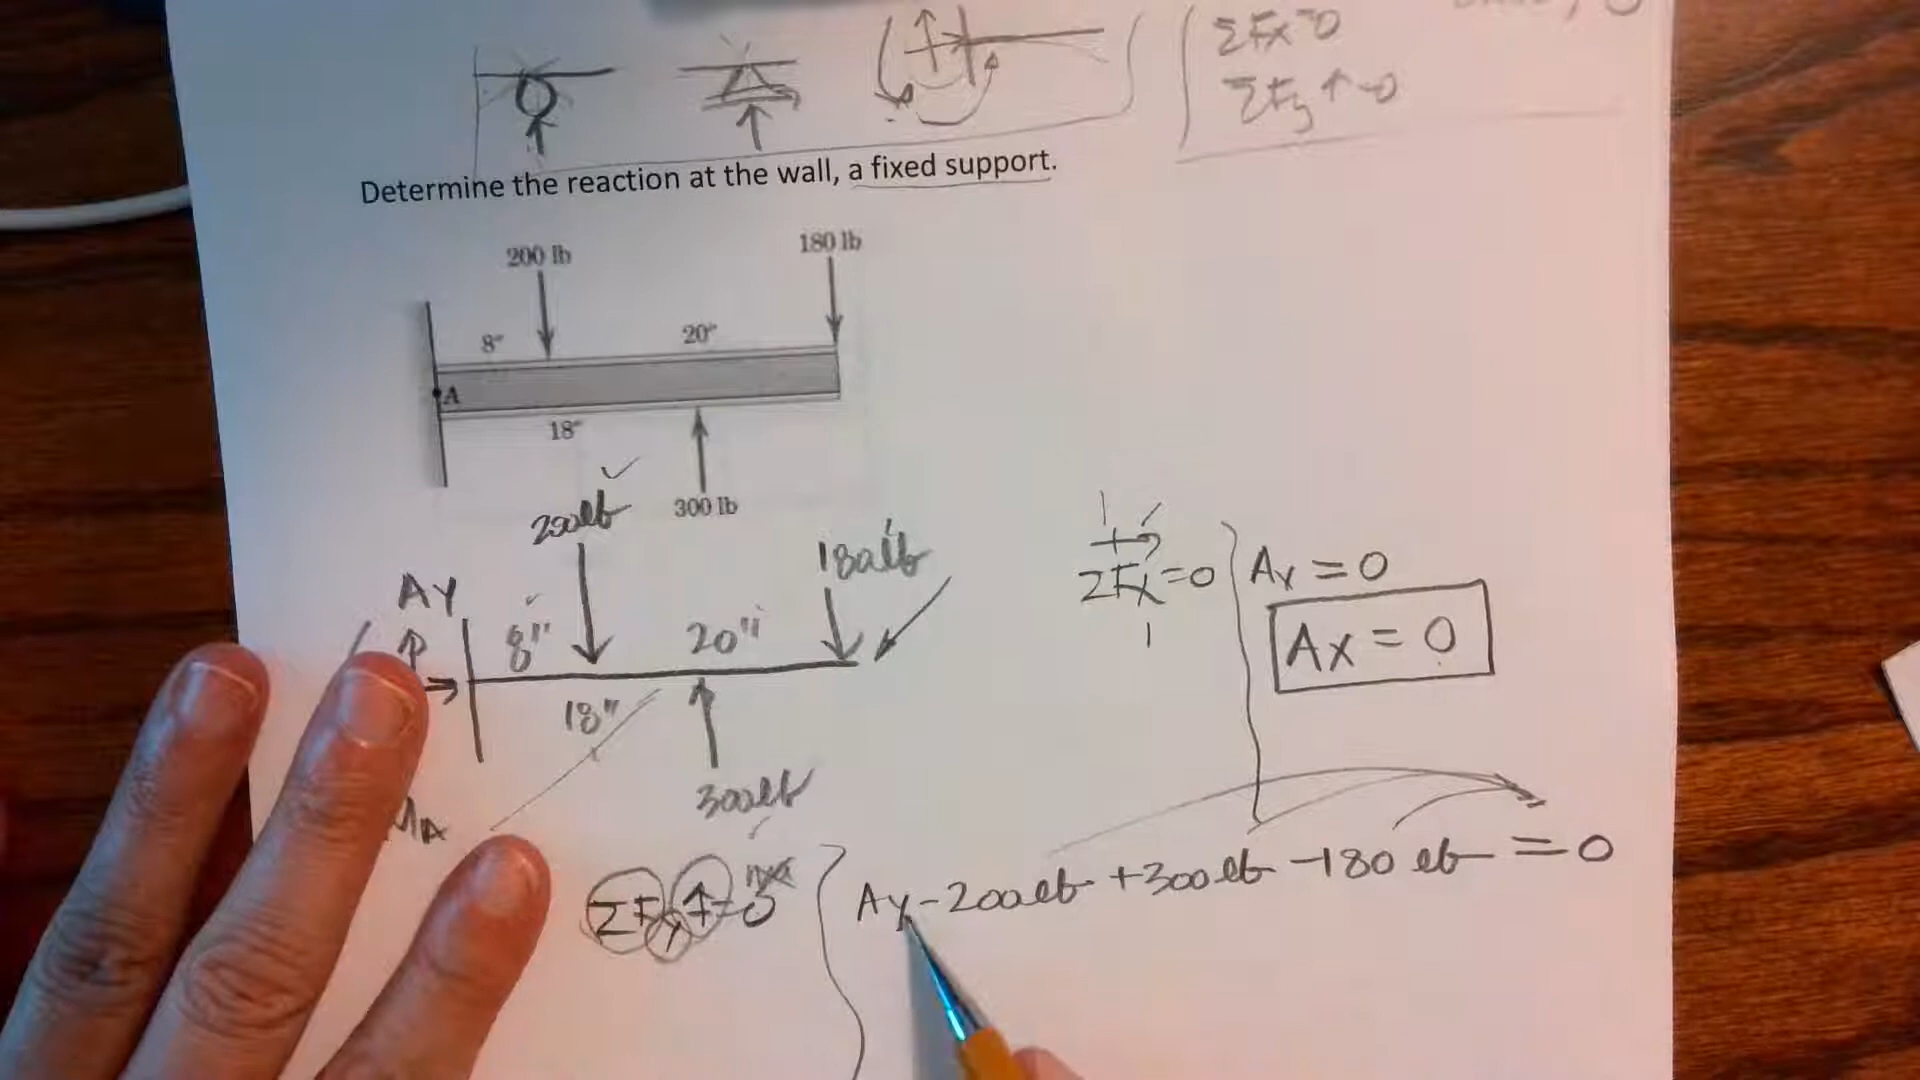 ΣFx=0
ΣFy↑=0
Determine the reaction at the wall, a fixed support.
200 lb
180 lb
8"
20"
A
18"
300 lb
200lb
180lb
AY
8"
20"
18"
300lb
MA
ΣFx=0
Ax=0
Ax=0
ΣFy↑=0
Ay-200lb+300lb-180lb=0